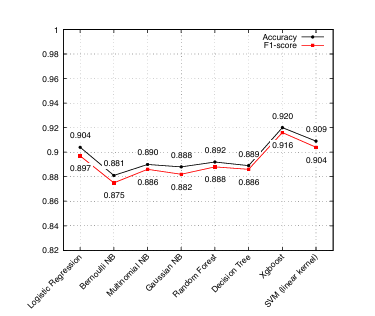 1
0.98
0.96
0.94
0.92
0.9
0.88
0.86
0.84
0.82
Accuracy
F1-score
0.904
0.881
0.890
0.888
0.892
0.889
0.920
0.909
0.897
0.875
0.886
0.882
0.888
0.886
0.916
0.904
Logistic Regression
Bernoulli NB
Multinomial NB
Gaussian NB
Random Forest
Decision Tree
Xgboost
SVM (linear kernel)